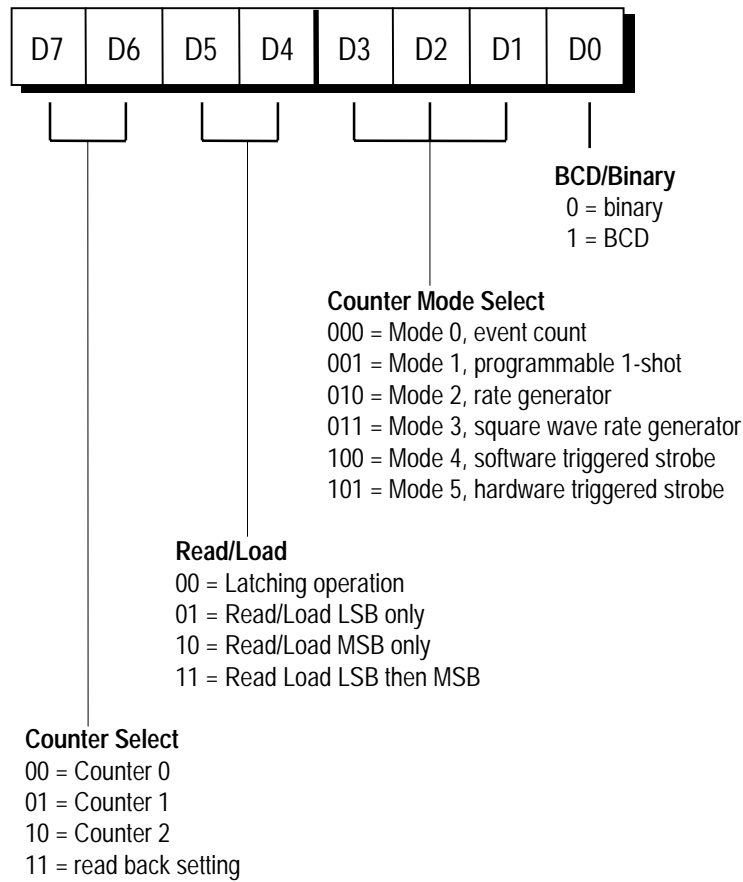 D7 D6 D5 D4 D3 D2 D1 D0
BCD/Binary
0 = binary
1 = BCD
Counter Mode Select
000 = Mode 0, event count
001 = Mode 1, programmable 1-shot
010 = Mode 2, rate generator
011 = Mode 3, square wave rate generator
100 = Mode 4, software triggered strobe
101 = Mode 5, hardware triggered strobe
Read/Load
00 = Latching operation
01 = Read/Load LSB only
10 = Read/Load MSB only
11 = Read Load LSB then MSB
Counter Select
00 = Counter 0
01 = Counter 1
10 = Counter 2
11 = read back setting